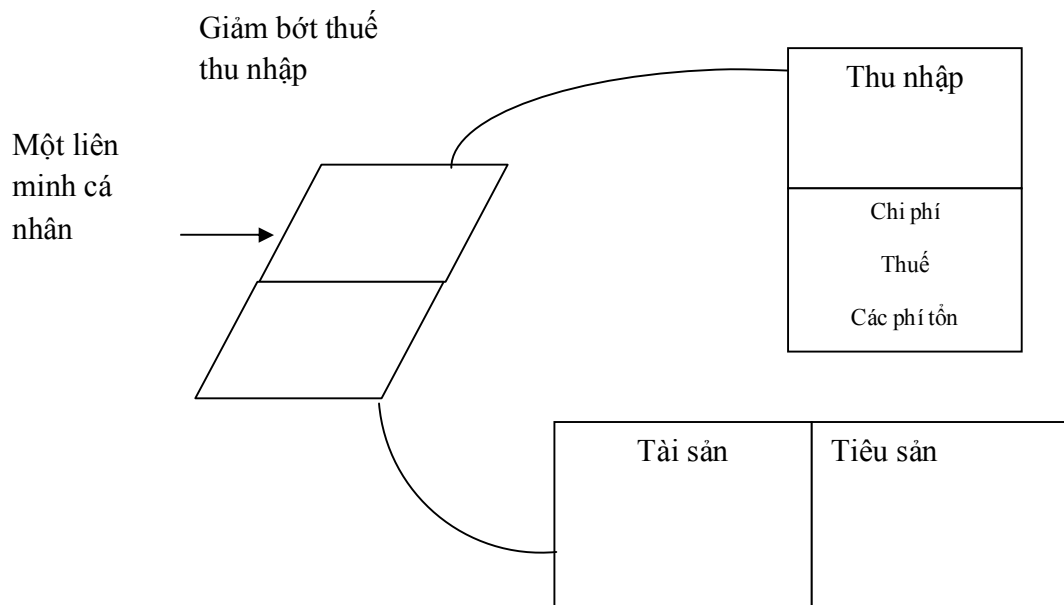 Giảm bớt thuế
thu nhập
Một liên
minh cá
nhân
Thu nhập
Chi phí
Thuế
Các phí tổn
Tài sản
Tiêu sản